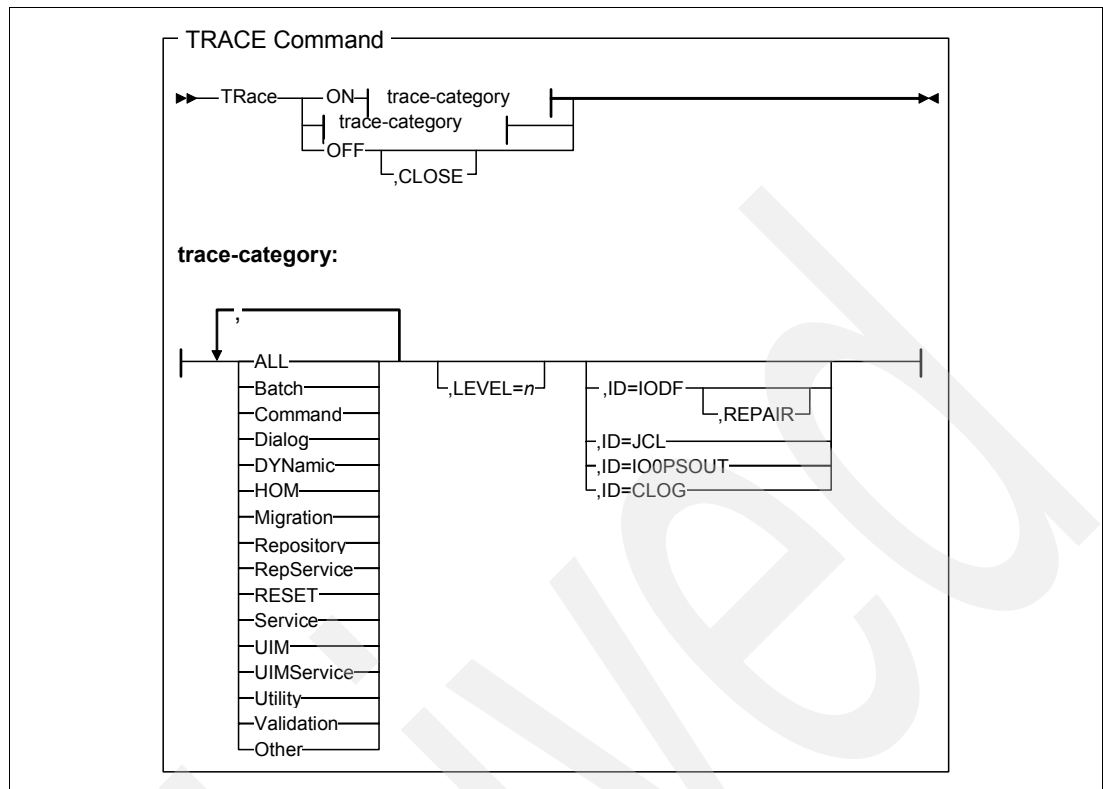 TRACE Command
TRace ON trace-category
trace-category
OFF
,CLOSE
trace-category:
,
ALL
Batch
Command
Dialog
DYNamic
HOM
Migration
Repository
RepService
RESET
Service
UIM
UIMService
Utility
Validation
Other
,LEVEL=n
,ID=IODF
,REPAIR
,ID=JCL
,ID=IO0PSOUT
,ID=CLOG